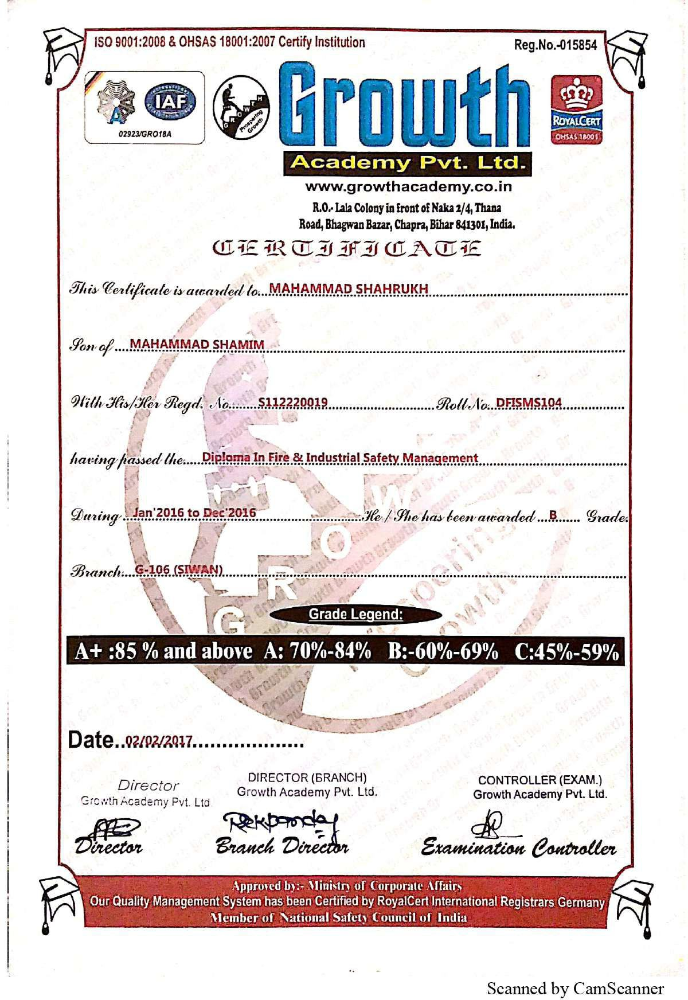 ISO 9001:2008 & OHSAS 18001:2007 Certify Institution
Reg.No.-015854
IAF
02923/GRO18A
GROWTH
Prospering Growth
Growth
Academy Pvt. Ltd.
ROYALCERT
OHSAS 18001
www.growthacademy.co.in
R.O.- Lala Colony in front of Naka 2/4, Thana
Road, Bhagwan Bazar, Chapra, Bihar 841301, India.
CERTIFICATE
This Certificate is awarded to...MAHAMMAD SHAHRUKH
Son of ....MAHAMMAD SHAMIM
With His/Her Regd. No........S112220019 Roll No...DFISMS104
having passed the.....Diploma In Fire & Industrial Safety Management
During ..Jan'2016 to Dec'2016 He / She has been awarded ...B....... Grade.
Branch:...G-106 (SIWAN)
Grade Legend:
A+ :85 % and above A: 70%-84% B:-60%-69% C:45%-59%
Date..02/02/2017
Director
Growth Academy Pvt. Ltd
DIRECTOR (BRANCH)
Growth Academy Pvt. Ltd.
CONTROLLER (EXAM.)
Growth Academy Pvt. Ltd.
Director
Branch Director
Examination Controller
Approved by:- Ministry of Corporate Affairs
Our Quality Management System has been Certified by RoyalCert International Registrars Germany
Member of National Safety Council of India
Scanned by CamScanner